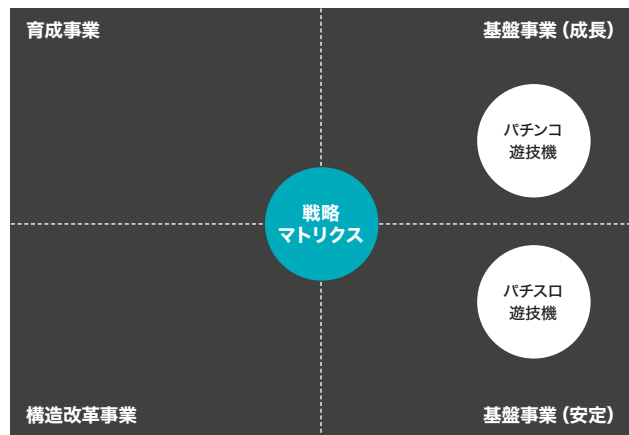 育成事業
基盤事業(成長)
パチンコ
遊技機
戦略
マトリクス
パチスロ
遊技機
構造改革事業
基盤事業(安定)